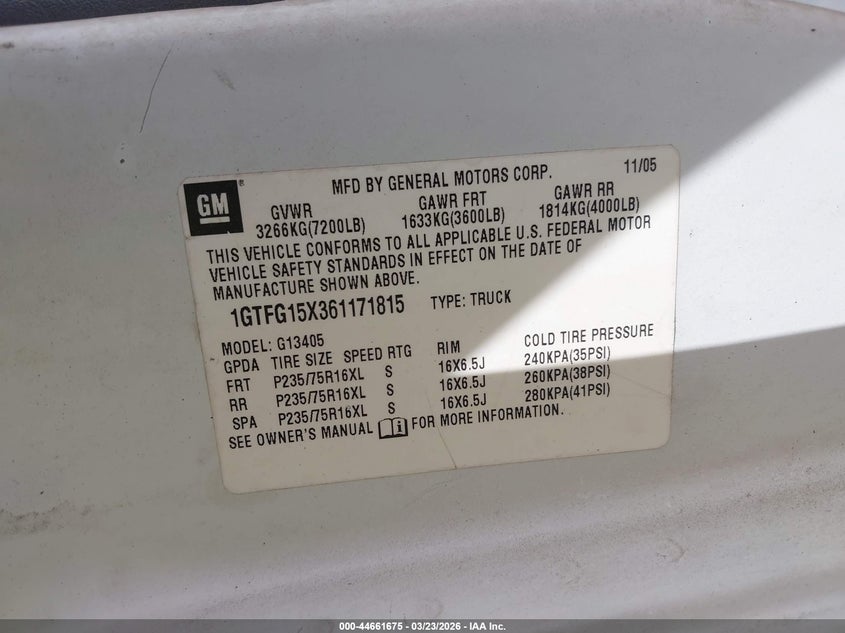 GM
MFD BY GENERAL MOTORS CORP. 11/05
GVWR GAWR FRT GAWR RR
3266KG(7200LB) 1633KG(3600LB) 1814KG(4000LB)
THIS VEHICLE CONFORMS TO ALL APPLICABLE U.S. FEDERAL MOTOR
VEHICLE SAFETY STANDARDS IN EFFECT ON THE DATE OF
MANUFACTURE SHOWN ABOVE.
1GTFG15X361171815 TYPE: TRUCK
MODEL: G13405
GPDA TIRE SIZE SPEED RTG RIM COLD TIRE PRESSURE
FRT P235/75R16XL S 16X6.5J 240KPA(35PSI)
RR P235/75R16XL S 16X6.5J 260KPA(38PSI)
SPA P235/75R16XL S 16X6.5J 280KPA(41PSI)
SEE OWNER'S MANUAL i FOR MORE INFORMATION.
000-44661675 - 03/23/2026 - IAA Inc.